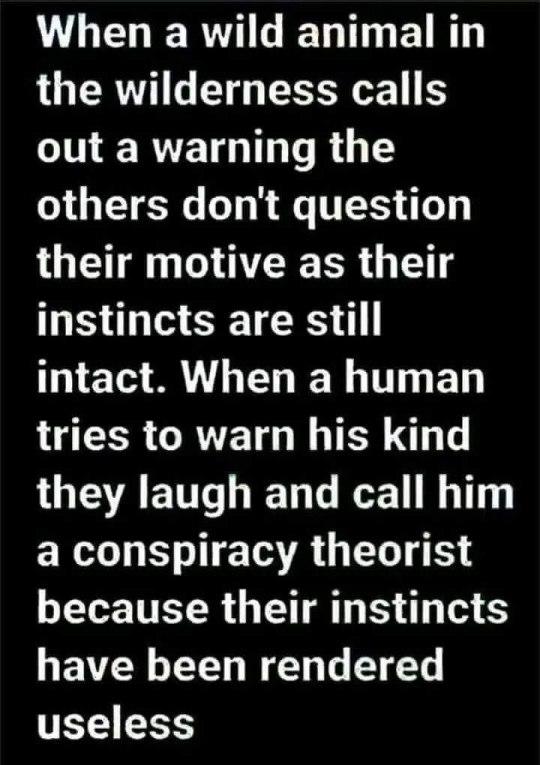 When a wild animal in
the wilderness calls
out a warning the
others don't question
their motive as their
instincts are still
intact. When a human
tries to warn his kind
they laugh and call him
a conspiracy theorist
because their instincts
have been rendered
useless